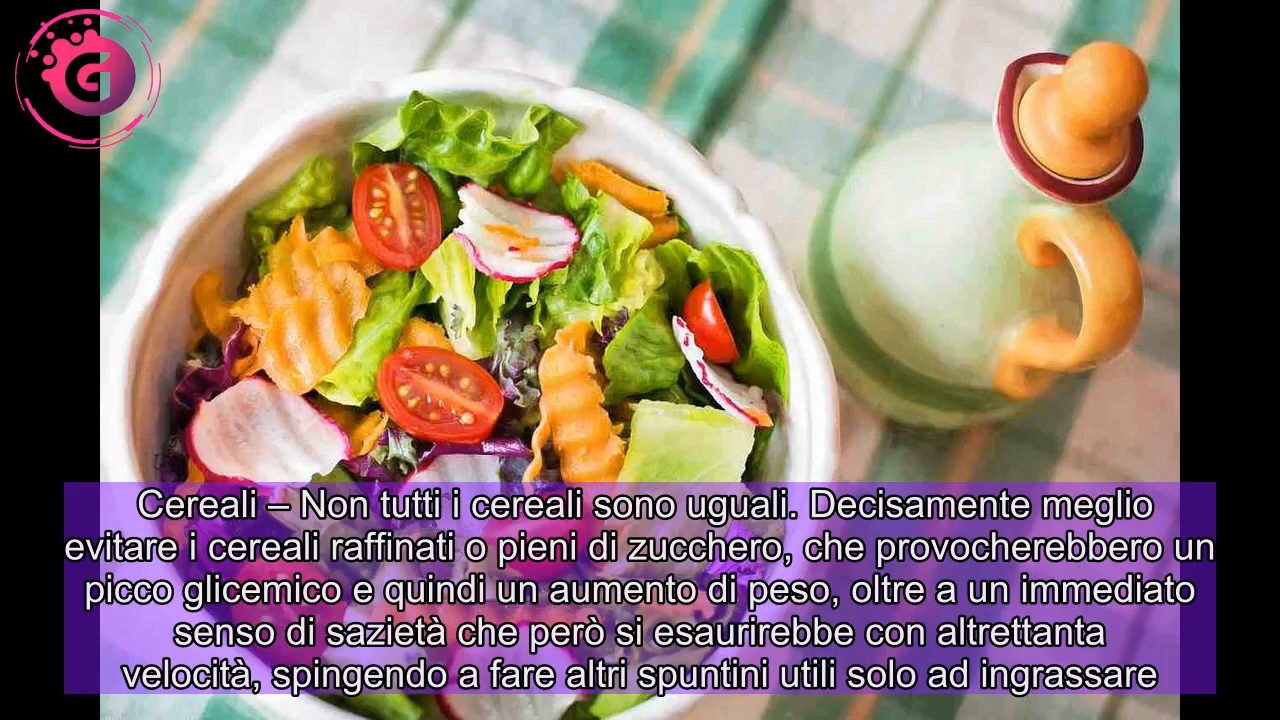 G
Cereali – Non tutti i cereali sono uguali. Decisamente meglio
evitare i cereali raffinati o pieni di zucchero, che provocherebbero un
picco glicemico e quindi un aumento di peso, oltre a un immediato
senso di sazietà che però si esaurirebbe con altrettanta
velocità, spingendo a fare altri spuntini utili solo ad ingrassare